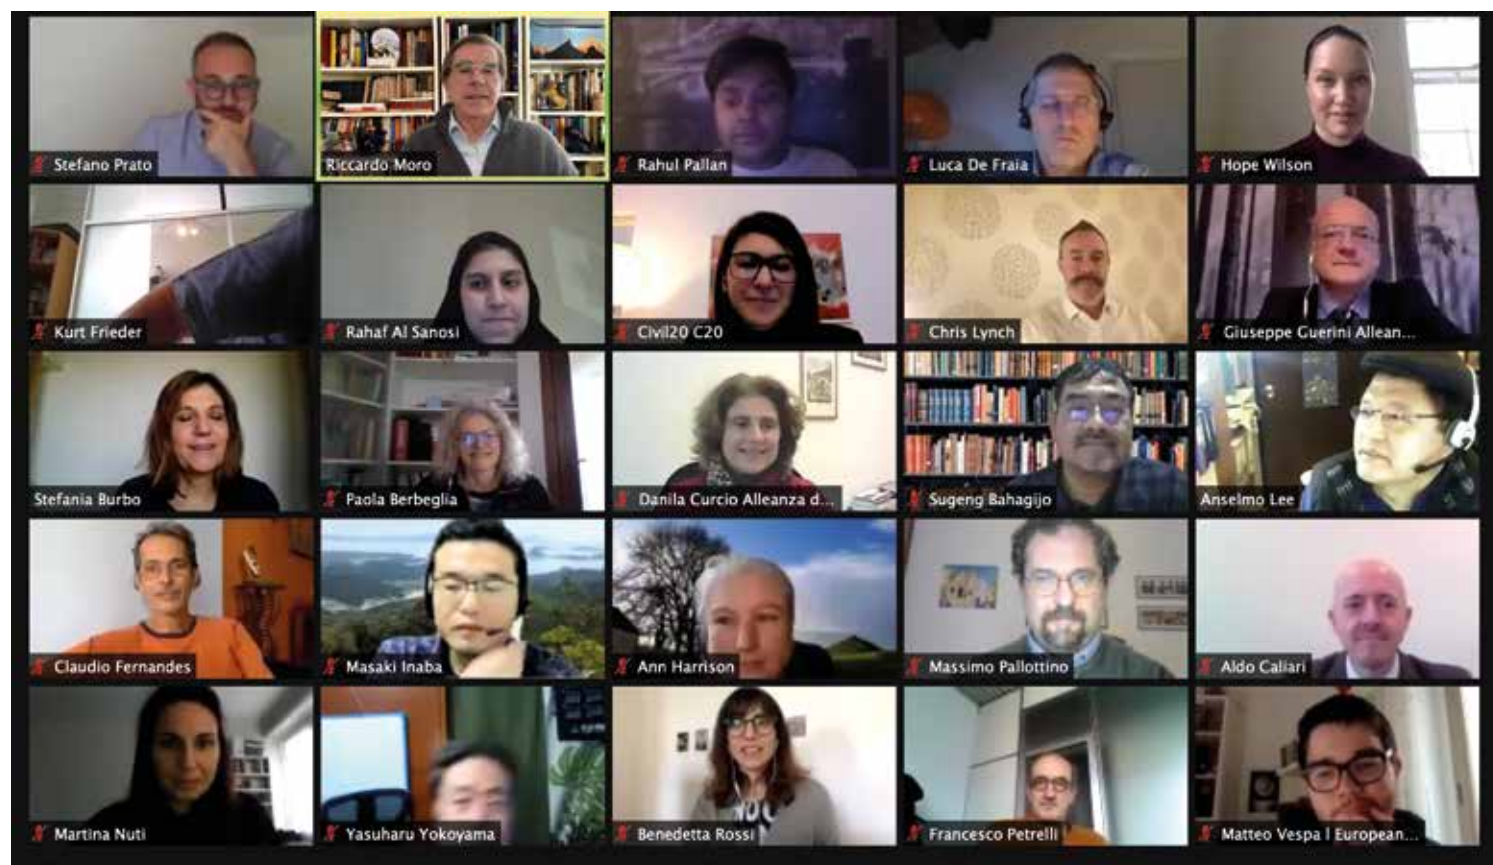 Stefano Prato
Riccardo Moro
Rahul Pallan
Luca De Fraia
Hope Wilson
Kurt Frieder
Rahaf Al Sanosi
Civil20 C20
Chris Lynch
Giuseppe Guerini Allean...
Stefania Burbo
Paola Berbeglia
Danila Curcio Alleanza d...
Sugeng Bahagijo
Anselmo Lee
Claudio Fernandes
Masaki Inaba
Ann Harrison
Massimo Pallottino
Aldo Caliari
Martina Nuti
Yasuharu Yokoyama
Benedetta Rossi
Francesco Petrelli
Matteo Vespa I European...